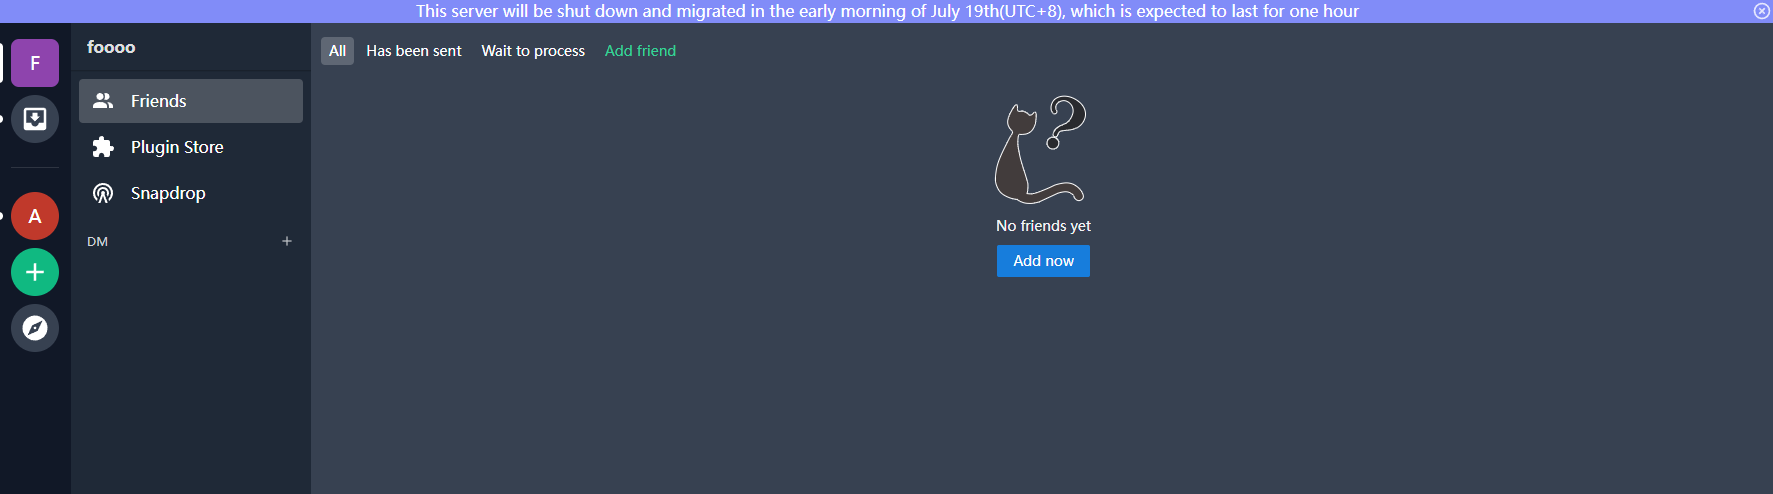 This server will be shut down and migrated in the early morning of July 19th(UTC+8), which is expected to last for one hour
F
A
foooo
Friends
Plugin Store
Snapdrop
DM
All Has been sent Wait to process Add friend
?
No friends yet
Add now